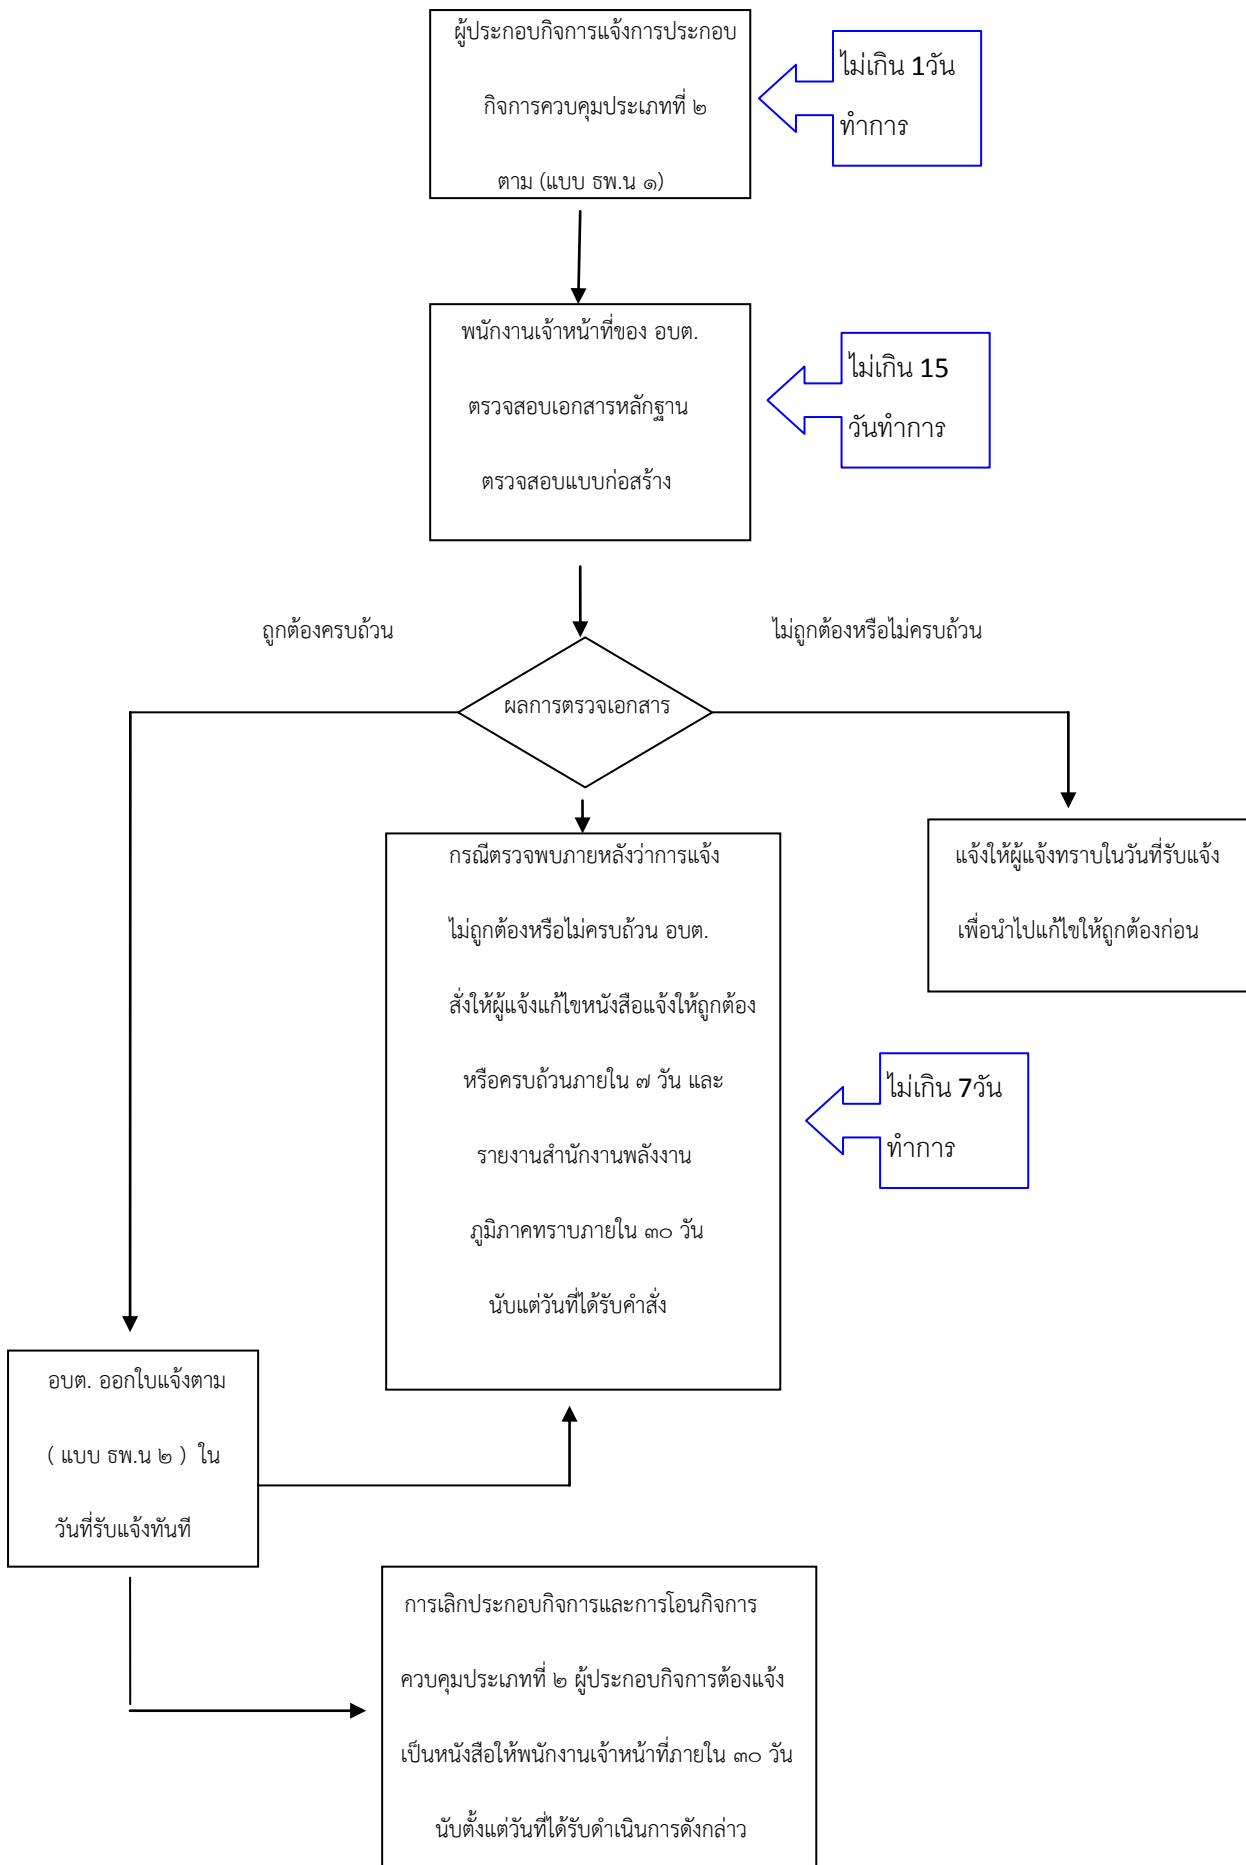 ผู้ประกอบกิจการแจ้งการประกอบ
กิจการควบคุมประเภทที่ ๒
ตาม (แบบ ธพ.น ๑)
ไม่เกิน 1วัน
ทำการ
พนักงานเจ้าหน้าที่ของ อบต.
ตรวจสอบเอกสารหลักฐาน
ตรวจสอบแบบก่อสร้าง
ไม่เกิน 15
วันทำการ
ถูกต้องครบถ้วน
ไม่ถูกต้องหรือไม่ครบถ้วน
ผลการตรวจเอกสาร
กรณีตรวจพบภายหลังว่าการแจ้ง
ไม่ถูกต้องหรือไม่ครบถ้วน อบต.
สั่งให้ผู้แจ้งแก้ไขหนังสือแจ้งให้ถูกต้อง
หรือครบถ้วนภายใน ๗ วัน และ
รายงานสำนักงานพลังงาน
ภูมิภาคทราบภายใน ๓๐ วัน
นับแต่วันที่ได้รับคำสั่ง
แจ้งให้ผู้แจ้งทราบในวันที่รับแจ้ง
เพื่อนำไปแก้ไขให้ถูกต้องก่อน
ไม่เกิน 7วัน
ทำการ
อบต. ออกใบแจ้งตาม
( แบบ ธพ.น ๒ ) ใน
วันที่รับแจ้งทันที
การเลิกประกอบกิจการและการโอนกิจการ
ควบคุมประเภทที่ ๒ ผู้ประกอบกิจการต้องแจ้ง
เป็นหนังสือให้พนักงานเจ้าหน้าที่ภายใน ๓๐ วัน
นับตั้งแต่วันที่ได้รับดำเนินการดังกล่าว